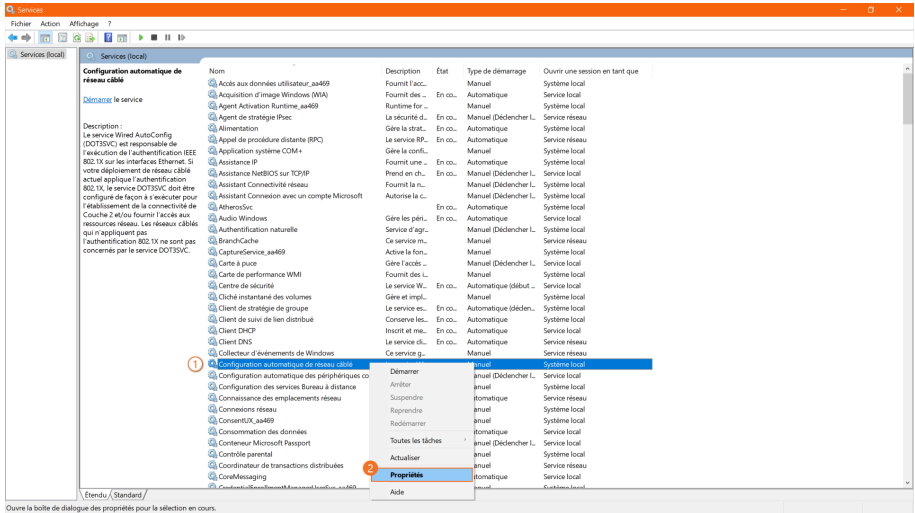 Services
Fichier Action Affichage ?
Services (local)
Services (local)
Configuration automatique de
réseau câblé
Démarrer le service
Description :
Le service Wired AutoConfig
(DOT3SVC) est responsable de
l'exécution de l'authentification IEEE
802.1X sur les interfaces Ethernet. Si
votre déploiement de réseau câblé
actuel applique l'authentification
802.1X, le service DOT3SVC doit être
configuré de façon à s'exécuter pour
l'établissement de la connectivité de
Couche 2 et/ou fournir l'accès aux
ressources réseau. Les réseaux câblés
qui n'appliquent pas
l'authentification 802.1X ne sont pas
concernés par le service DOT3SVC.
Nom Description État Type de démarrage Ouvrir une session en tant que
Accès aux données utilisateur_aa469 Fournit l'acc... Manuel Système local
Acquisition d'image Windows (WIA) Fournit des ... En co... Automatique Service local
Agent Activation Runtime_aa469 Runtime for ... Manuel Système local
Agent de stratégie IPsec La sécurité d... En co... Manuel (Déclencher l... Service réseau
Alimentation Gère la strat... En co... Automatique Système local
Appel de procédure distante (RPC) Le service RP... En co... Automatique Service réseau
Application système COM+ Gère la confi... Manuel Système local
Assistance IP Fournit une ... En co... Automatique Système local
Assistance NetBIOS sur TCP/IP Prend en ch... En co... Manuel (Déclencher l... Service local
Assistant Connectivité réseau Fournit la n... Manuel (Déclencher l... Système local
Assistant Connexion avec un compte Microsoft Autorise la c... Manuel (Déclencher l... Système local
AtherosSvc En co... Automatique Système local
Audio Windows Gère les péri... En co... Automatique Service local
Authentification naturelle Service d'agr... Manuel (Déclencher l... Système local
BranchCache Ce service m... Manuel Service réseau
CaptureService_aa469 Active la fon... Manuel Système local
Carte à puce Gère l'accès ... Manuel (Déclencher l... Service local
Carte de performance WMI Fournit des i... Manuel Système local
Centre de sécurité Le service W... En co... Automatique (début ... Service local
Cliché instantané des volumes Gère et impl... Manuel Système local
Client de stratégie de groupe Le service es... En co... Automatique (déclen... Système local
Client de suivi de lien distribué Conserve les... En co... Automatique Système local
Client DHCP Inscrit et me... En co... Automatique Service local
Client DNS Le service cli... En co... Automatique (Déclen... Service réseau
Collecteur d'événements de Windows Ce service g... Manuel Service réseau
1 Configuration automatique de réseau câblé anuel Système local
Configuration automatique des périphériques co anuel (Déclencher l... Service local
Configuration des services Bureau à distance anuel Système local
Connaissance des emplacements réseau tomatique Service réseau
Connexions réseau anuel Système local
ConsentUX_aa469 anuel Système local
Consommation des données tomatique Service local
Conteneur Microsoft Passport anuel (Déclencher l... Service local
Contrôle parental anuel Système local
Coordinateur de transactions distribuées anuel Service réseau
CoreMessaging tomatique Service local
CredentialEnrollmentManagerUserSvc_aa469 anuel Système local
Démarrer
Arrêter
Suspendre
Reprendre
Redémarrer
Toutes les tâches
Actualiser
2 Propriétés
Aide
Étendu Standard
Ouvre la boîte de dialogue des propriétés pour la sélection en cours.